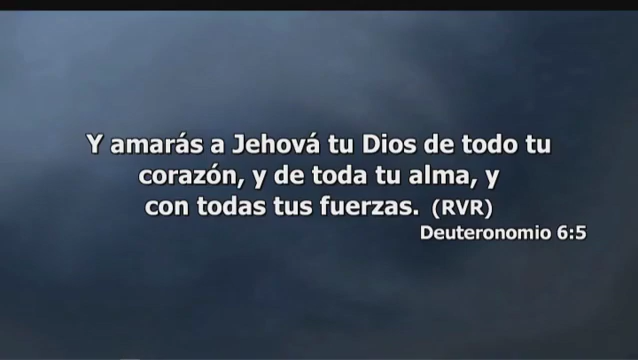 Y amarás a Jehová tu Dios de todo tu
corazón, y de toda tu alma, y
con todas tus fuerzas. (RVR)
Deuteronomio 6:5